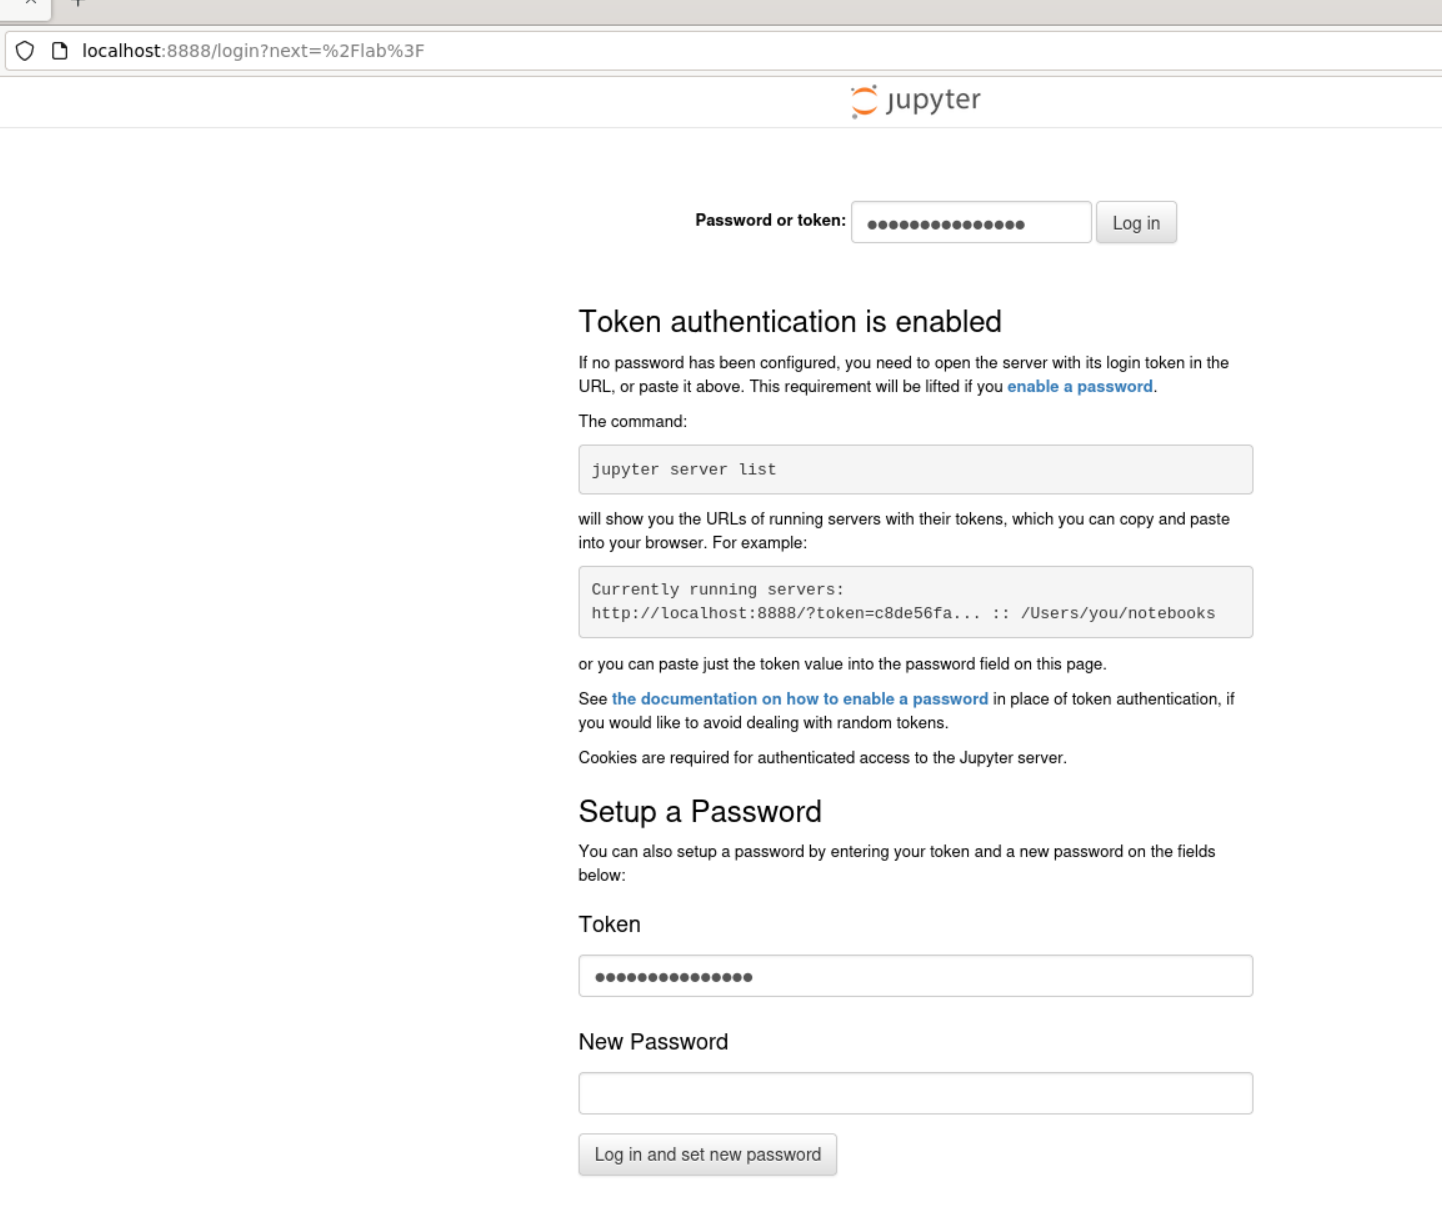 localhost:8888/login?next=%2Flab%3F
jupyter
Password or token: ●●●●●●●●●●●●●●● Log in
Token authentication is enabled
If no password has been configured, you need to open the server with its login token in the
URL, or paste it above. This requirement will be lifted if you enable a password.
The command:
jupyter server list
will show you the URLs of running servers with their tokens, which you can copy and paste
into your browser. For example:
Currently running servers:
http://localhost:8888/?token=c8de56fa... :: /Users/you/notebooks
or you can paste just the token value into the password field on this page.
See the documentation on how to enable a password in place of token authentication, if
you would like to avoid dealing with random tokens.
Cookies are required for authenticated access to the Jupyter server.
Setup a Password
You can also setup a password by entering your token and a new password on the fields
below:
Token
●●●●●●●●●●●●●●●
New Password
Log in and set new password